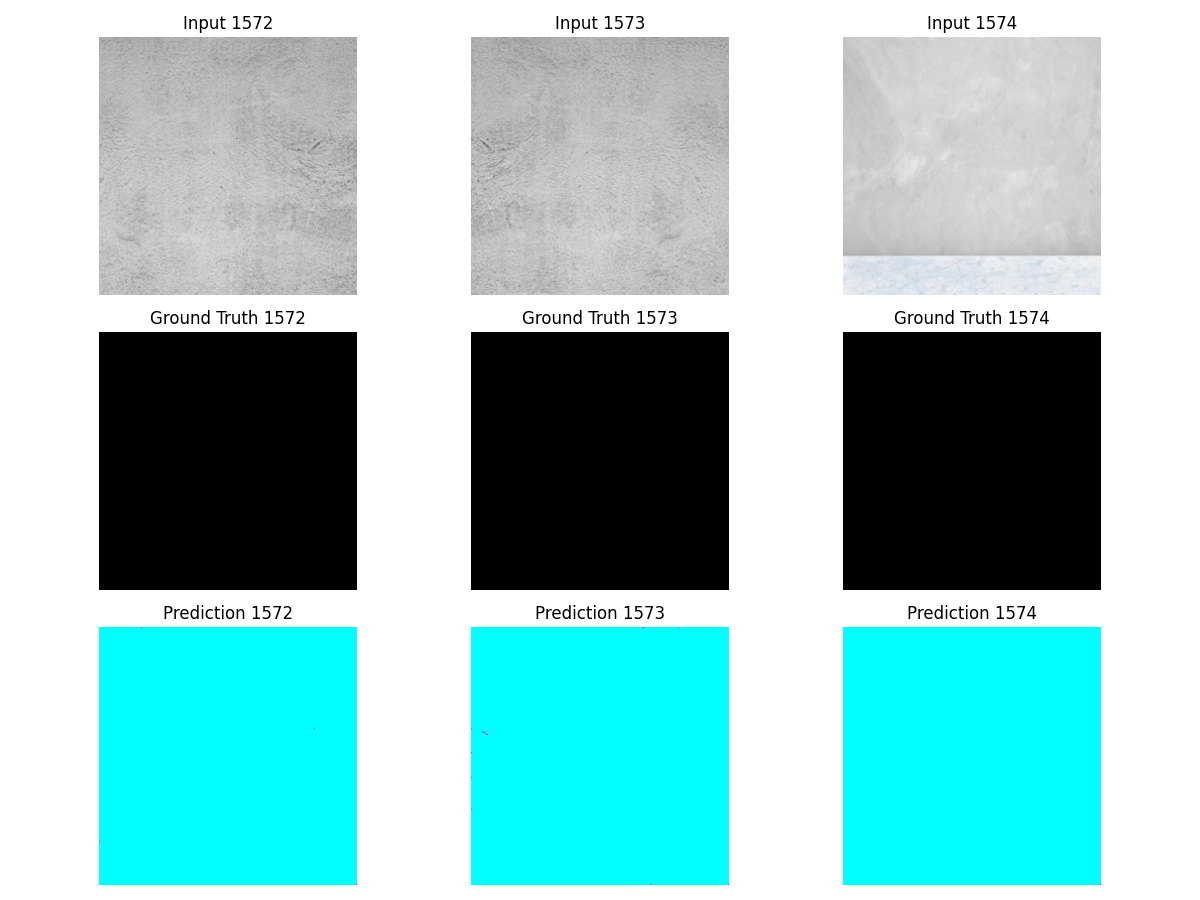 Input 1572
Input 1573
Input 1574
Ground Truth 1572
Ground Truth 1573
Ground Truth 1574
Prediction 1572
Prediction 1573
Prediction 1574